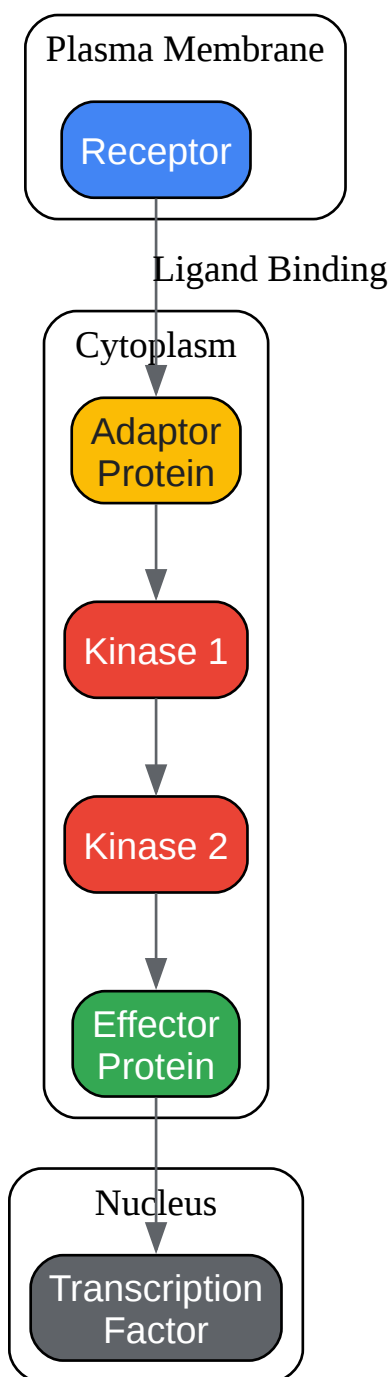 Plasma Membrane
Receptor
Ligand Binding
Cytoplasm
Adaptor
Protein
Kinase 1
Kinase 2
Effector
Protein
Nucleus
Transcription
Factor